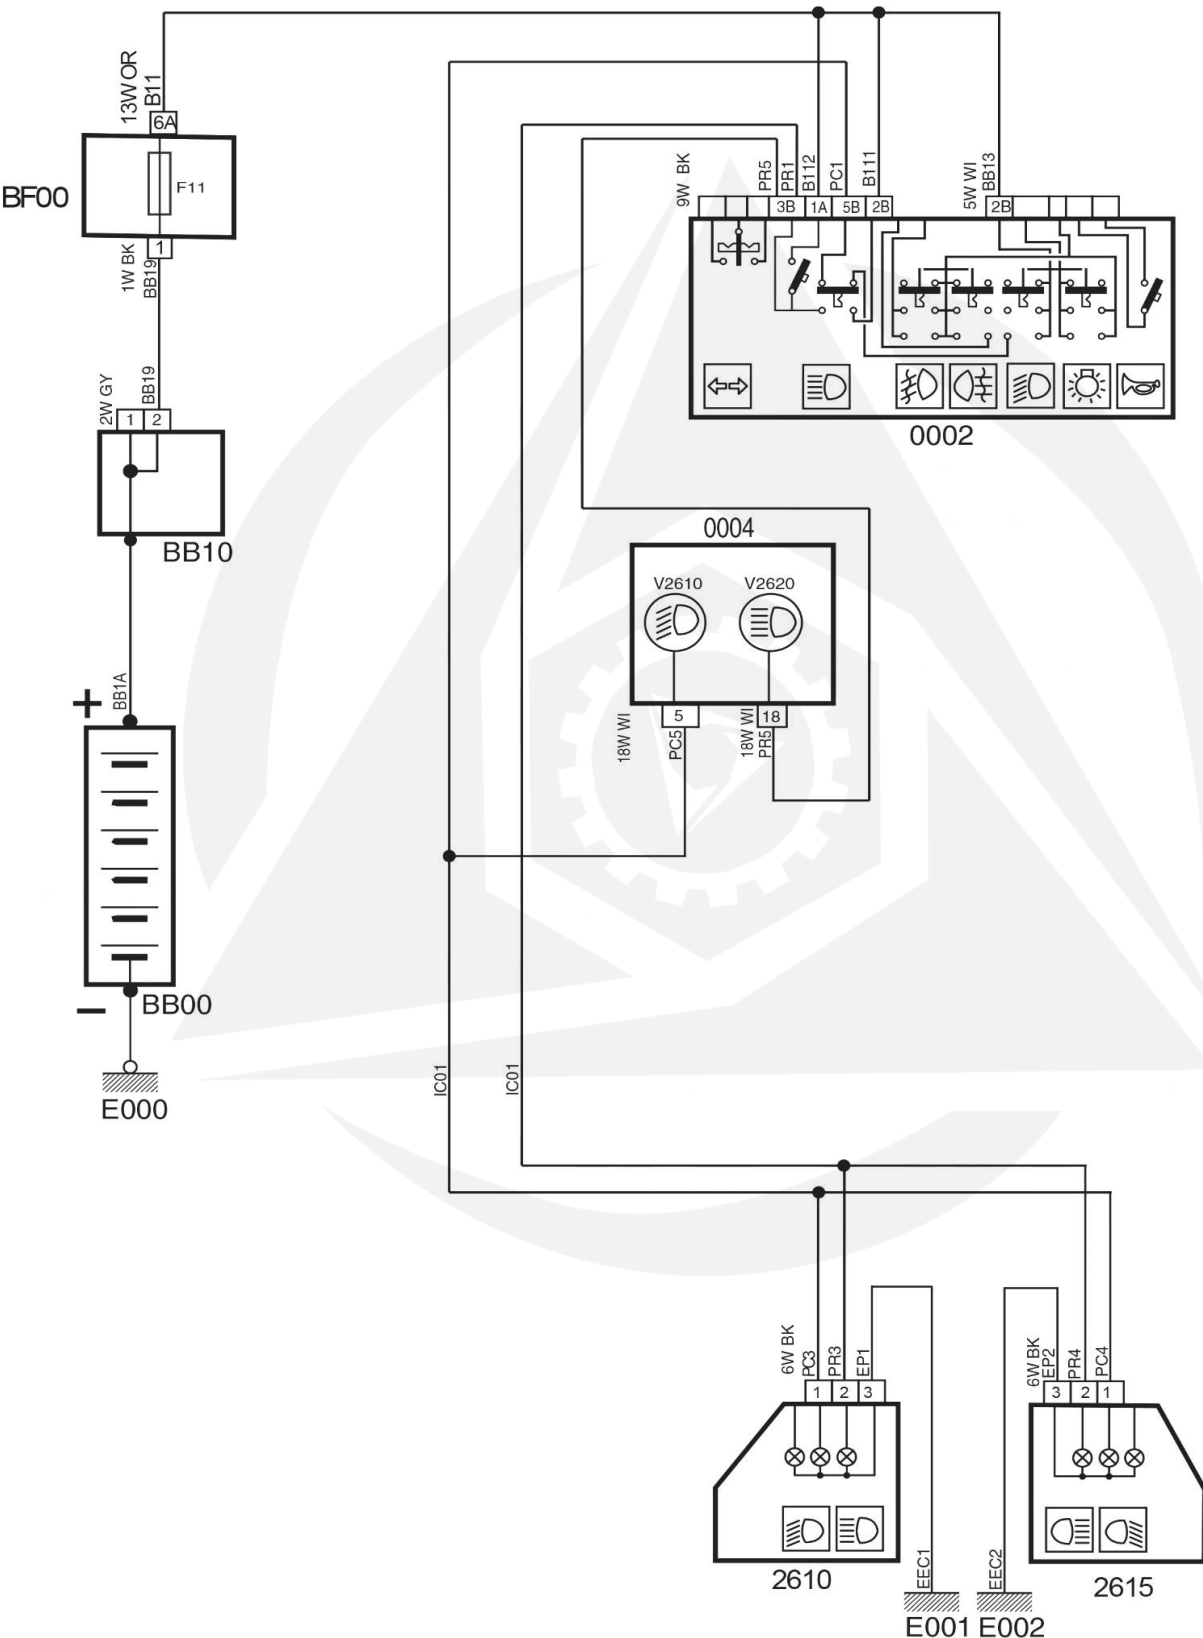 13W OR
B11
6A
BF00
F11
1
1W BK
BB19
2W GY
BB19
1 2
BB10
+
BB1A
−
BB00
E000
9W BK
PR5
PR1
B112
PC1
B111
5W WI
BB13
3B 1A 5B 2B 2B
0002
0004
V2610 V2620
5 18
18W WI
PC5
18W WI
PR5
IC01
IC01
6W BK
PC3
PR3
EP1
1 2 3
2610
6W BK
EP2
PR4
PC4
3 2 1
2615
EEC1
EEC2
E001 E002